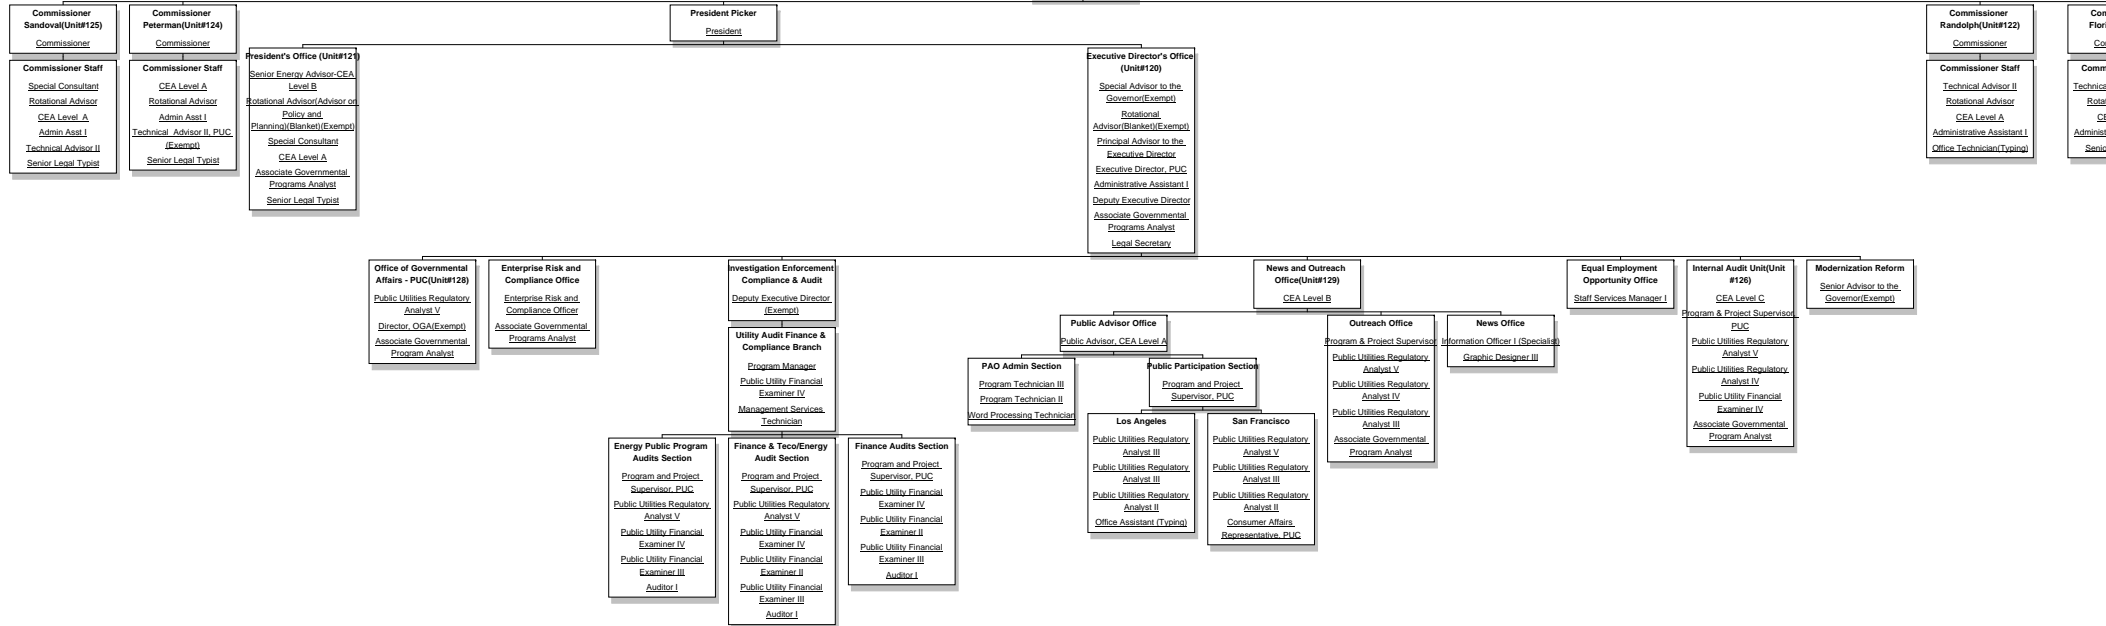 Commissioner
Sandoval(Unit#125)
Commissioner
Commissioner Staff
Special Consultant
Rotational Advisor
CEA Level  A
Admin Asst I
Technical Advisor II
Senior Legal Typist
Commissioner
Peterman(Unit#124)
Commissioner
Commissioner Staff
CEA Level A
Rotational Advisor
Admin Asst I
Technical  Advisor II, PUC
(Exempt)
Senior Legal Typist
President Picker
President
President's Office (Unit#121)
Senior Energy Advisor-CEA
Level B
Rotational Advisor(Advisor on
Policy and
Planning)(Blanket)(Exempt)
Special Consultant
CEA Level A
Associate Governmental
Programs Analyst
Senior Legal Typist
Executive Director's Office
(Unit#120)
Special Advisor to the
Governor(Exempt)
Rotational
Advisor(Blanket)(Exempt)
Principal Advisor to the
Executive Director
Executive Director, PUC
Administrative Assistant I
Deputy Executive Director
Associate Governmental
Programs Analyst
Legal Secretary
Commissioner
Randolph(Unit#122)
Commissioner
Commissioner Staff
Technical Advisor II
Rotational Advisor
CEA Level A
Administrative Assistant I
Office Technician(Typing)
Com
Flori
Co
Comm
Technica
Rotat
CE
Administ
Senio
Office of Governmental
Affairs - PUC(Unit#128)
Public Utilities Regulatory
Analyst V
Director, OGA(Exempt)
Associate Governmental
Program Analyst
Enterprise Risk and
Compliance Office
Enterprise Risk and
Compliance Officer
Associate Governmental
Programs Analyst
Investigation Enforcement
Compliance & Audit
Deputy Executive Director
(Exempt)
Utility Audit Finance &
Compliance Branch
Program Manager
Public Utility Financial
Examiner IV
Management Services
Technician
Energy Public Program
Audits Section
Program and Project
Supervisor, PUC
Public Utilities Regulatory
Analyst V
Public Utility Financial
Examiner IV
Public Utility Financial
Examiner III
Auditor I
Finance & Teco/Energy
Audit Section
Program and Project
Supervisor, PUC
Public Utilities Regulatory
Analyst V
Public Utility Financial
Examiner IV
Public Utility Financial
Examiner II
Public Utility Financial
Examiner III
Auditor I
Finance Audits Section
Program and Project
Supervisor, PUC
Public Utility Financial
Examiner IV
Public Utility Financial
Examiner II
Public Utility Financial
Examiner III
Auditor I
News and Outreach
Office(Unit#129)
CEA Level B
Public Advisor Office
Public Advisor, CEA Level A
PAO Admin Section
Program Technician III
Program Technician II
Word Processing Technician
Public Participation Section
Program and Project
Supervisor, PUC
Los Angeles
Public Utilities Regulatory
Analyst III
Public Utilities Regulatory
Analyst III
Public Utilities Regulatory
Analyst II
Office Assistant (Typing)
San Francisco
Public Utilities Regulatory
Analyst V
Public Utilities Regulatory
Analyst III
Public Utilities Regulatory
Analyst II
Consumer Affairs
Representative, PUC
Outreach Office
Program & Project Supervisor
Public Utilities Regulatory
Analyst V
Public Utilities Regulatory
Analyst IV
Public Utilities Regulatory
Analyst III
Associate Governmental
Program Analyst
News Office
Information Officer I (Specialist)
Graphic Designer III
Equal Employment
Opportunity Office
Staff Services Manager I
Internal Audit Unit(Unit
#126)
CEA Level C
Program & Project Supervisor,
PUC
Public Utilities Regulatory
Analyst V
Public Utilities Regulatory
Analyst IV
Public Utility Financial
Examiner IV
Associate Governmental
Program Analyst
Modernization Reform
Senior Advisor to the
Governor(Exempt)